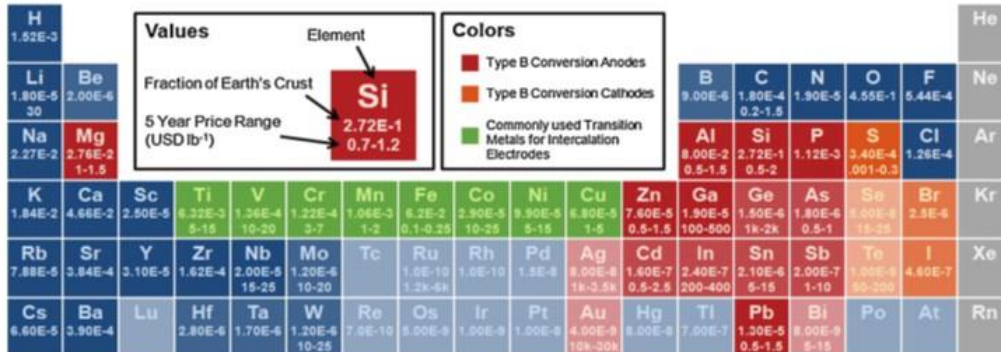 H He
1.52E-3
Values
Element
Fraction of Earth's Crust
5 Year Price Range
(USD lb⁻¹)
Si
2.72E-1
0.7-1.2
Colors
Type B Conversion Anodes
Type B Conversion Cathodes
Commonly used Transition
Metals for Intercalation
Electrodes
Li Be B C N O F Ne
1.80E-5 2.00E-6 9.00E-6 1.80E-4 1.90E-5 4.55E-1 5.44E-4
30 0.2-1.5
Na Mg Al Si P S Cl Ar
2.27E-2 2.76E-2 8.00E-2 2.72E-1 1.12E-3 3.40E-4 1.26E-4
1-1.5 0.5-1.5 0.5-2 .001-0.3
K Ca Sc Ti V Cr Mn Fe Co Ni Cu Zn Ga Ge As Se Br Kr
1.84E-2 4.66E-2 2.50E-5 6.32E-3 1.36E-4 1.22E-4 1.06E-3 6.2E-2 2.90E-5 9.90E-5 6.80E-5 7.60E-5 1.90E-5 1.50E-6 1.80E-6 5.00E-8 2.5E-6
5-15 10-20 3-7 1-2 0.1-0.25 10-25 5-15 1-5 0.5-1.5 100-500 1k-2k 0.5-1 15-25
Rb Sr Y Zr Nb Mo Tc Ru Rh Pd Ag Cd In Sn Sb Te I Xe
7.88E-5 3.84E-4 3.10E-5 1.62E-4 2.00E-5 1.20E-6 1.0E-10 1.0E-10 1.5E-8 8.00E-8 1.60E-7 2.40E-7 2.10E-6 2.00E-7 4.60E-7
15-25 10-20 1.2k-6k 1k-3.5k 0.5-2.5 200-400 5-15 1-10 50-200
Cs Ba Lu Hf Ta W Re Os Ir Pt Au Hg Tl Pb Bi Po At Rn
6.60E-5 3.90E-4 2.80E-6 1.70E-6 1.20E-6 7.0E-10 5.00E-9 1.00E-9 1.00E-8 4.00E-9 8.00E-8 7.00E-7 1.30E-5 8.00E-9
10-25 10k-30k 0.5-1.5 5-15